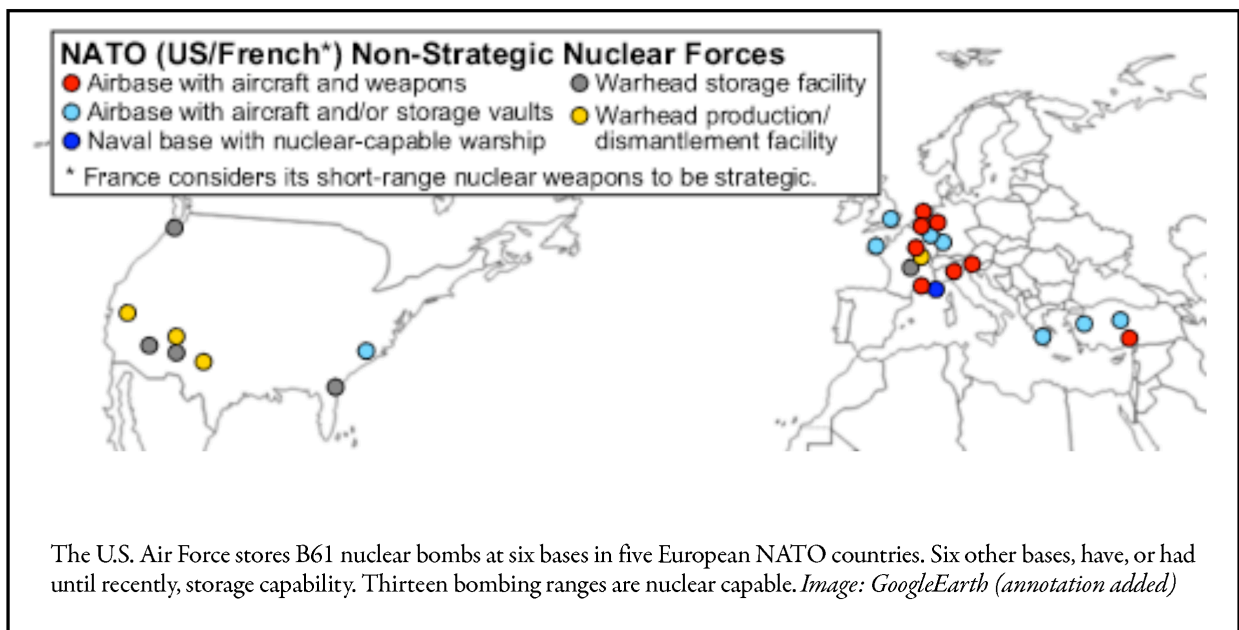 NATO (US/French*) Non-Strategic Nuclear Forces
Airbase with aircraft and weapons
Airbase with aircraft and/or storage vaults
Naval base with nuclear-capable warship
Warhead storage facility
Warhead production/
dismantlement facility
* France considers its short-range nuclear weapons to be strategic.
The U.S. Air Force stores B61 nuclear bombs at six bases in five European NATO countries. Six other bases, have, or had
until recently, storage capability. Thirteen bombing ranges are nuclear capable. Image: GoogleEarth (annotation added)